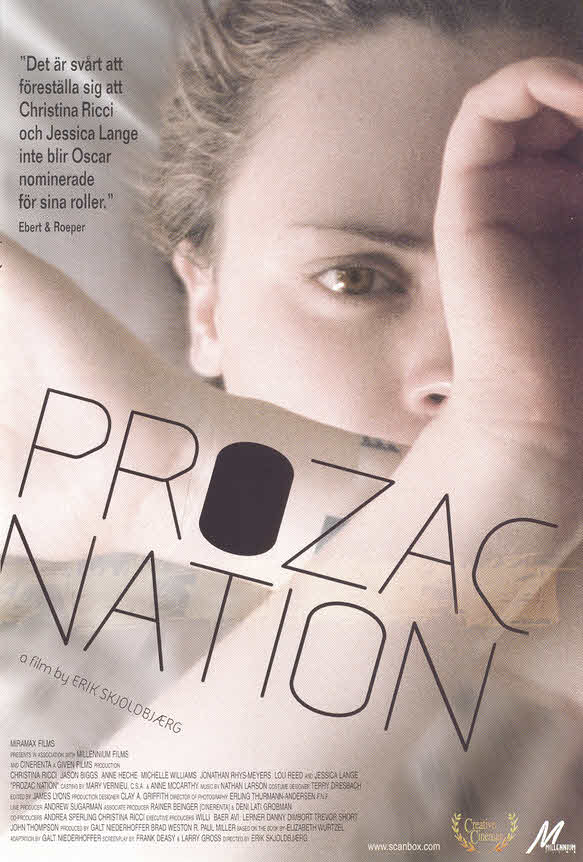 "Det är svårt att
föreställa sig att
Christina Ricci
och Jessica Lange
inte blir Oscar
nominerade
för sina roller."
Ebert & Roeper
PROZAC
NATION
a film by ERIK SKJOLDBJÆRG
MIRAMAX FILMS
PRESENTS IN ASSOCIATION WITH MILLENNIUM FILMS
AND CINERENTA A GIVEN FILMS PRODUCTION
CHRISTINA RICCI JASON BIGGS ANNE HECHE MICHELLE WILLIAMS JONATHAN RHYS-MEYERS LOU REED AND JESSICA LANGE
"PROZAC NATION" CASTING BY MARY VERNIEU, C.S.A. & ANNE MCCARTHY MUSIC BY NATHAN LARSON COSTUME DESIGNER TERRY DRESBACH
EDITED BY JAMES LYONS PRODUCTION DESIGNER CLAY A. GRIFFITH DIRECTOR OF PHOTOGRAPHY ERLING THURMANN-ANDERSEN, F.N.F.
LINE PRODUCER ANDREW SUGARMAN ASSOCIATE PRODUCER RAINER BEINGER (CINERENTA) & DENI LATI GROBMAN
CO-PRODUCERS ANDREA SPERLING CHRISTINA RICCI EXECUTIVE PRODUCERS WILLI BAER AVI LERNER DANNY DIMBORT TREVOR SHORT
JOHN THOMPSON PRODUCED BY GALT NIEDERHOFFER BRAD WESTON R. PAUL MILLER BASED ON THE BOOK BY ELIZABETH WURTZEL
ADAPTATION BY GALT NIEDERHOFFER SCREENPLAY BY FRANK DEASY & LARRY GROSS DIRECTED BY ERIK SKJOLDBJÆRG
www.scanbox.com
Creative
Cinema
M
MILLENNIUM